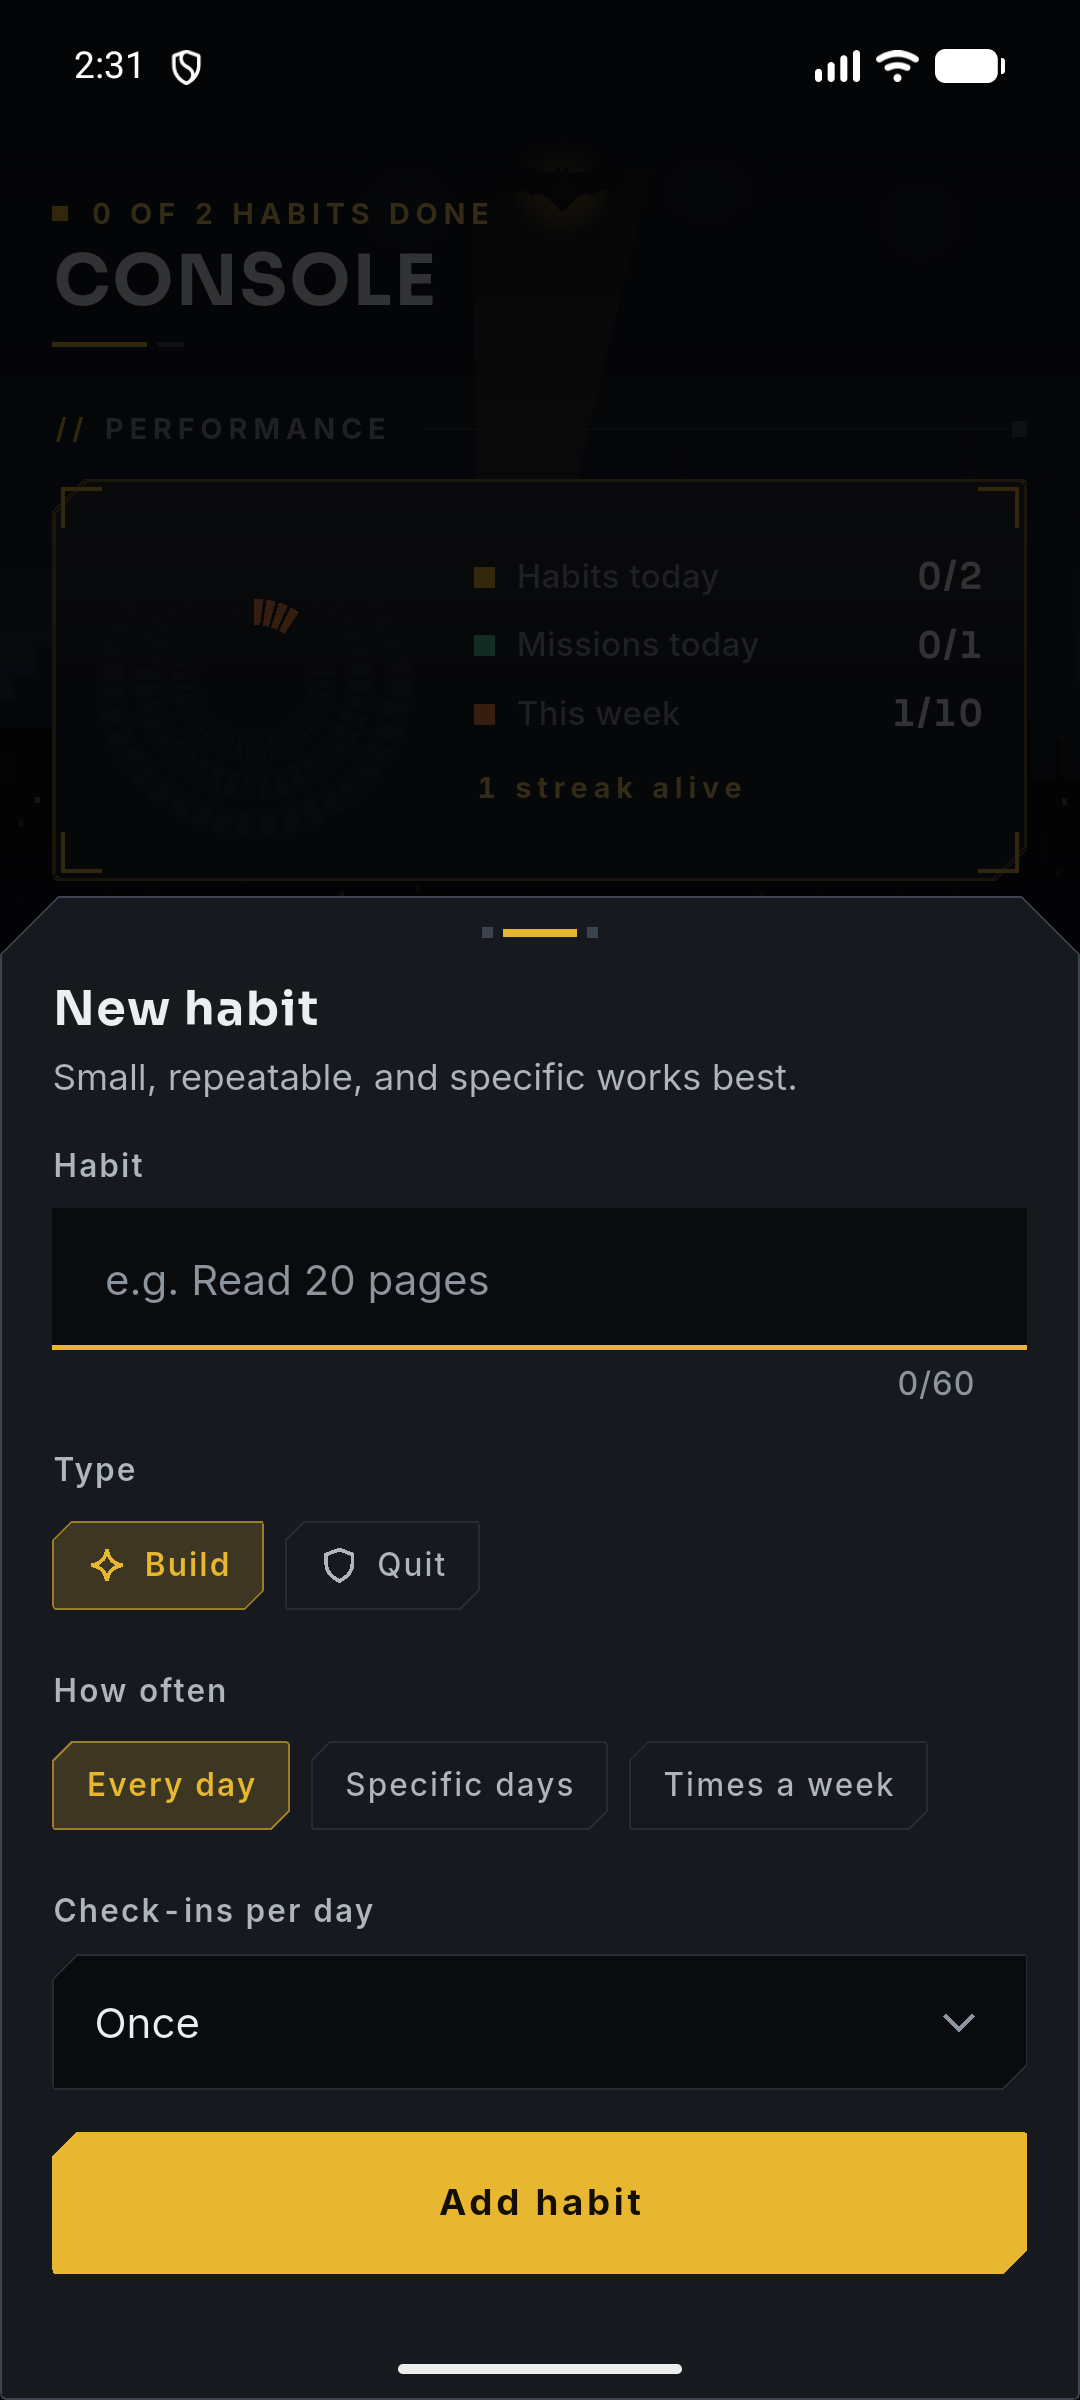 2:31
0 OF 2 HABITS DONE
CONSOLE
// PERFORMANCE
Habits today 0/2
Missions today 0/1
This week 1/10
1 streak alive
New habit
Small, repeatable, and specific works best.
Habit
e.g. Read 20 pages
0/60
Type
Build Quit
How often
Every day Specific days Times a week
Check-ins per day
Once
Add habit